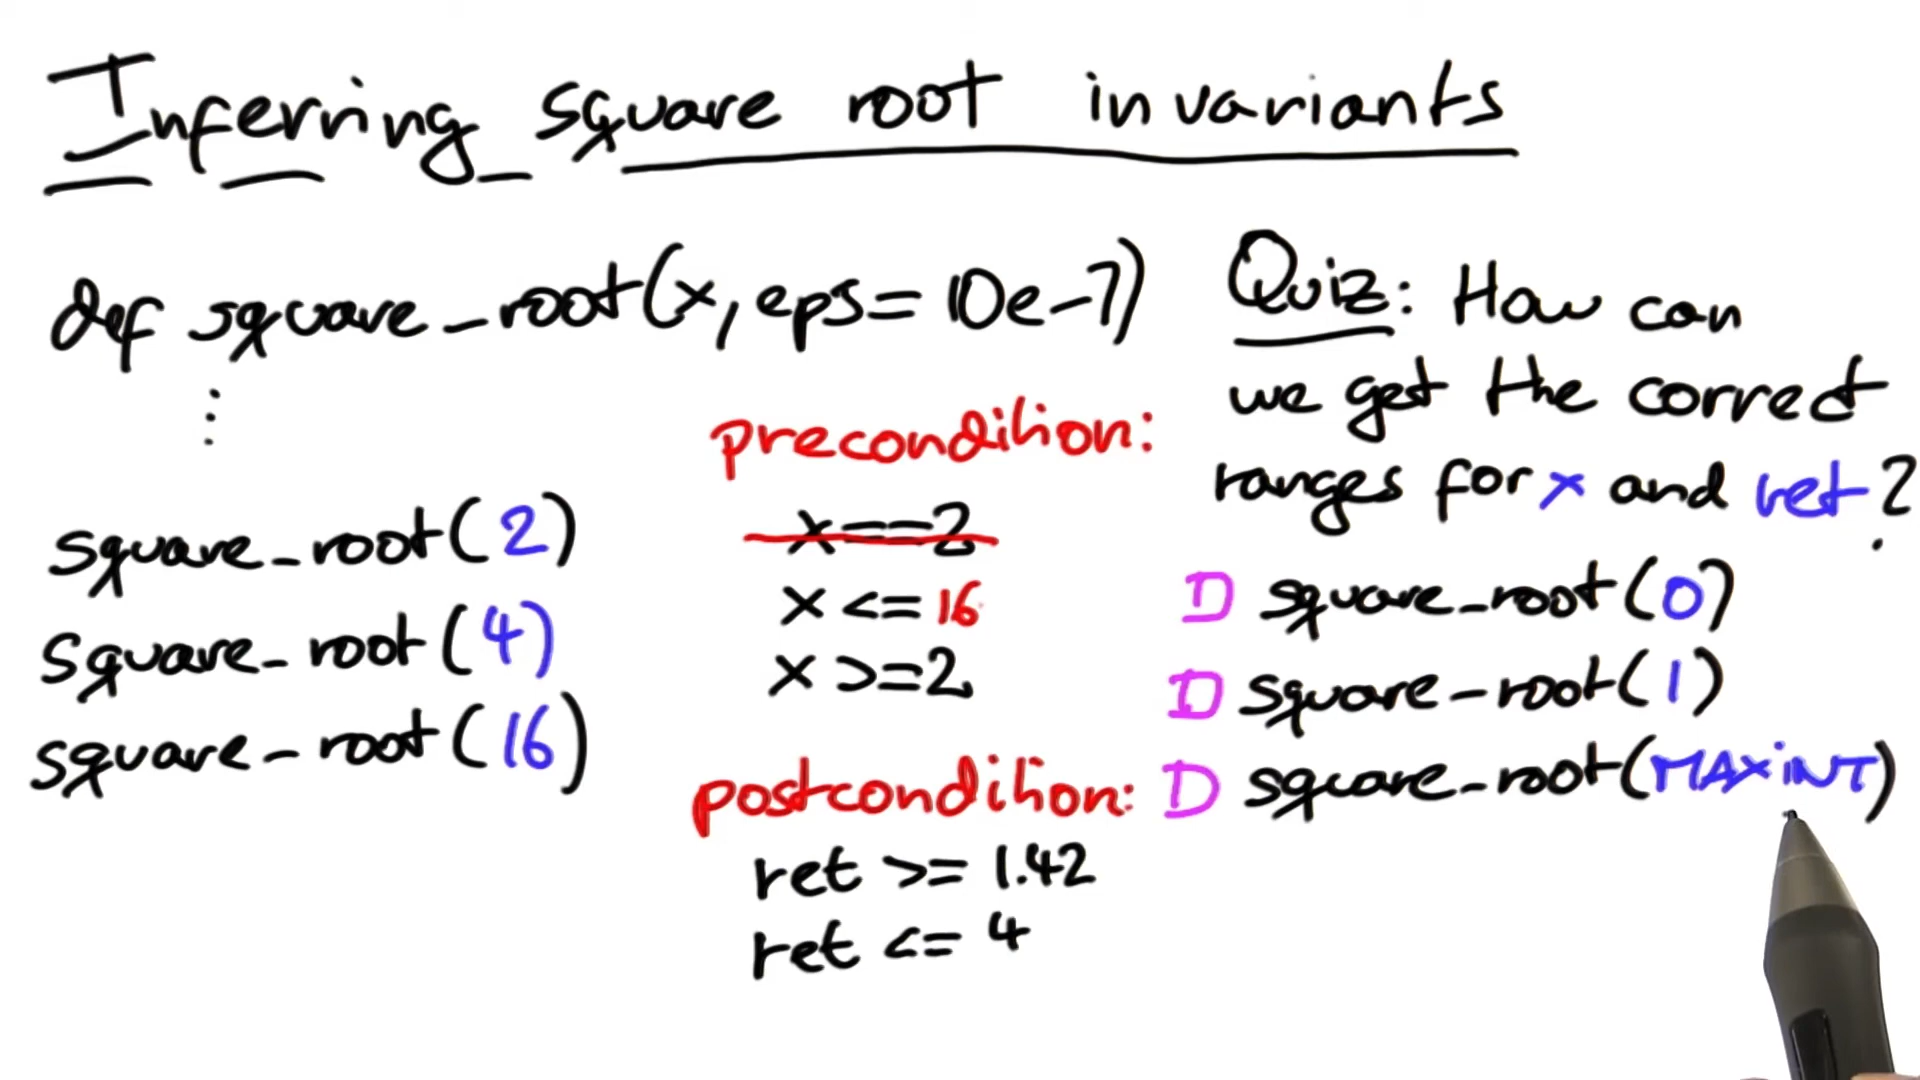 Inferring square root invariants
def square_root(x, eps = 10e-7)
⋮
square_root(2)
square_root(4)
square_root(16)
precondition:
x==2
x <= 16
x >= 2
postcondition:
ret >= 1.42
ret <= 4
Quiz: How can
we get the correct
ranges for x and ret?
square_root(0)
square_root(1)
square_root(MAXiNT)